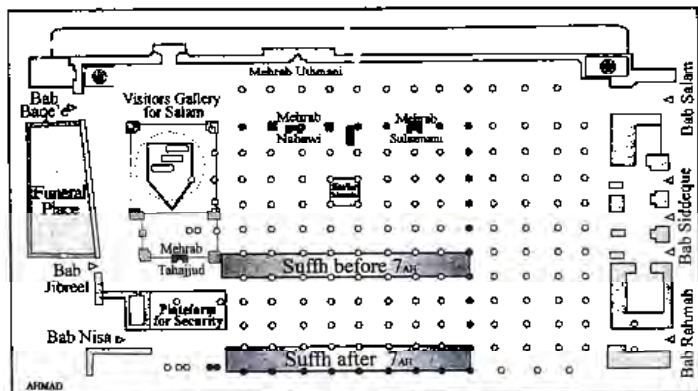 Mehrab Uthmani
Bab
Baqe'e
Visitors Gallery
for Salam
Mehrab
Nabawi
Mehrab
Sulaimani
Bab Salam
Funeral
Place
Bab Siddeque
Mehrab
Tahajjud
Suffh before 7AH
Bab
Jibreel
Plateform
for Security
Bab Rahmah
Bab Nisa
Suffh after 7AH
AHMAD